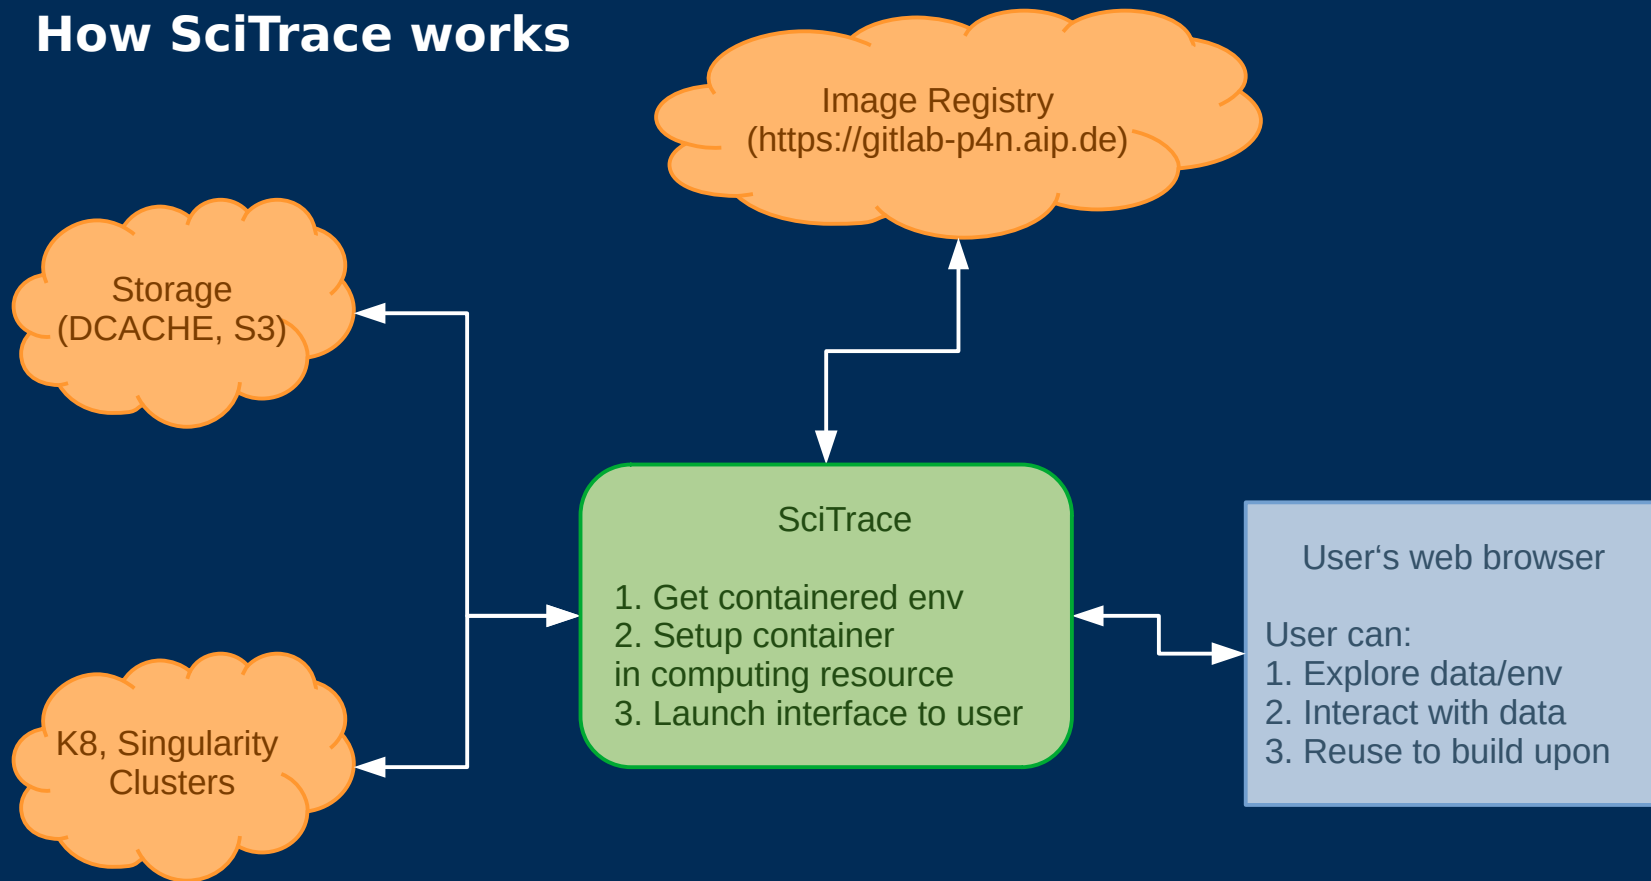 How SciTrace works
Image Registry
(https://gitlab-p4n.aip.de)
Storage
(DCACHE, S3)
SciTrace
1. Get containered env
2. Setup container
in computing resource
3. Launch interface to user
User‘s web browser
User can:
1. Explore data/env
2. Interact with data
3. Reuse to build upon
K8, Singularity
Clusters